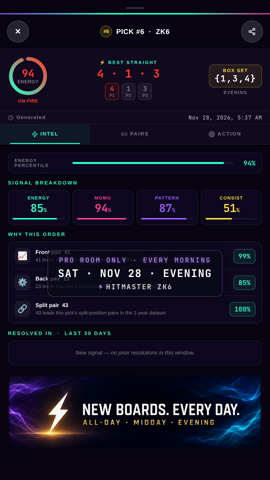 ✕
#6 PICK #6 · ZK6
94
ENERGY
ON FIRE
⚡ BEST STRAIGHT
4 · 1 · 3
4 1 3
P1 P2 P3
BOX SET
{1,3,4}
EVENING
Generated Nov 28, 2026, 5:37 AM
INTEL PAIRS ACTION
ENERGY PERCENTILE 94%
SIGNAL BREAKDOWN
ENERGY MOMO PATTERN CONSIST
85% 94% 87% 51%
WHY THIS ORDER
Front pair 41
99%
PRO ROOM ONLY · EVERY MORNING
SAT · NOV 28 · EVENING
HITMASTER ZK6
85%
Split pair 43
43 leads this pick's split-position pairs in the 1-year dataset
100%
RESOLVED IN · LAST 30 DAYS
New signal — no prior resolutions in this window.
NEW BOARDS. EVERY DAY.
ALL-DAY · MIDDAY · EVENING